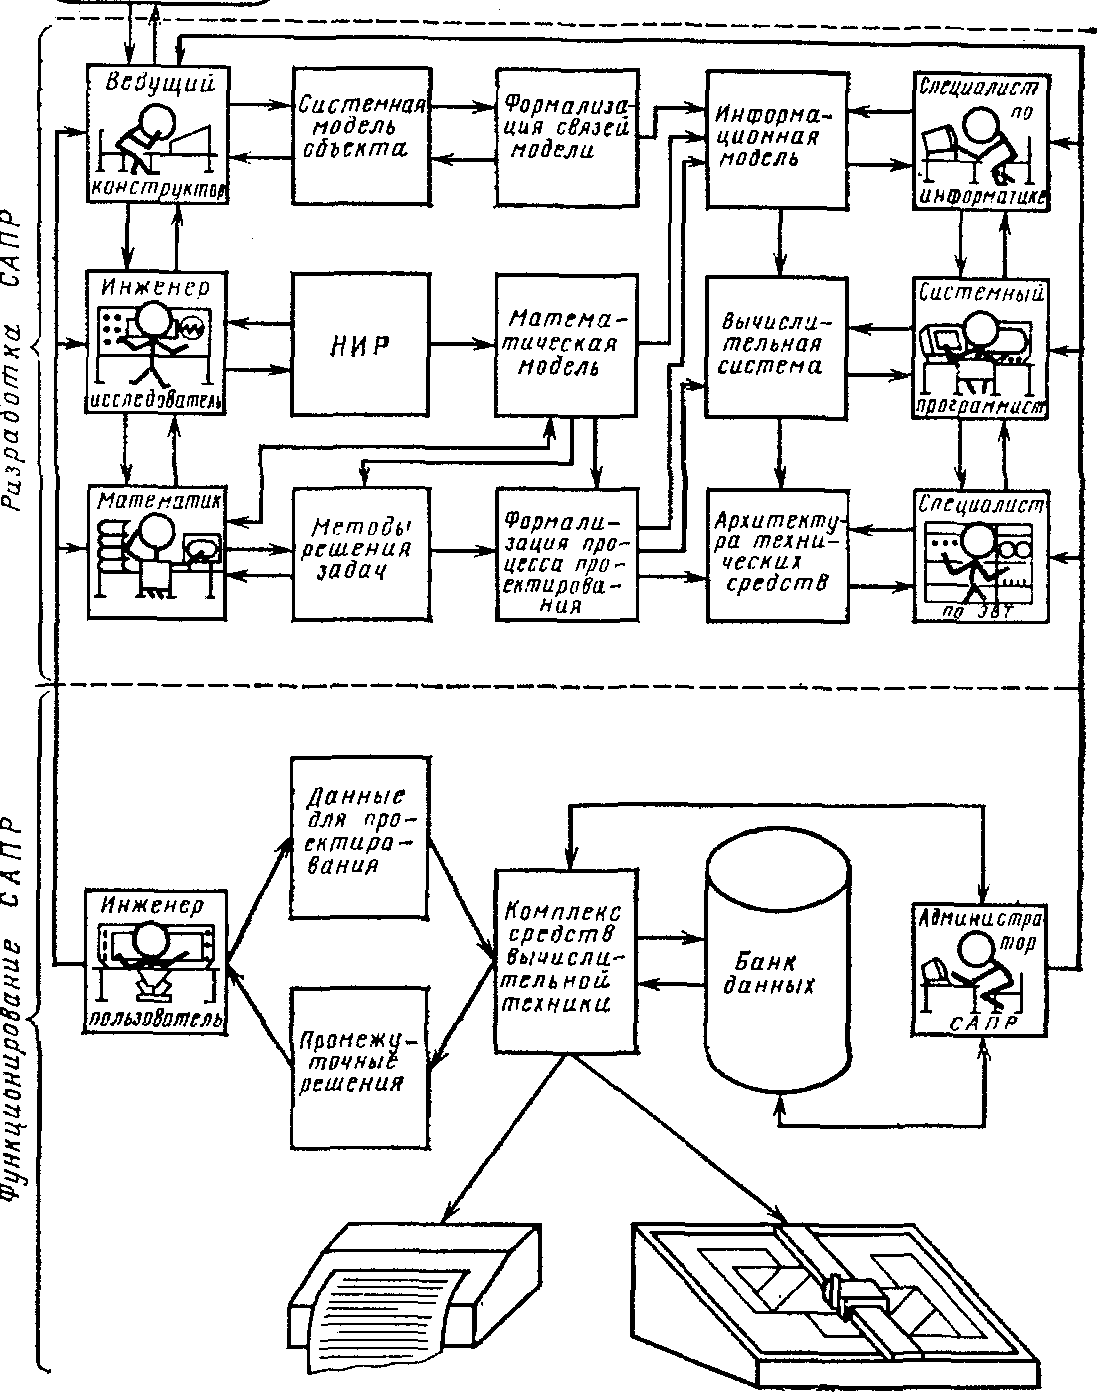 Разработка САПР
Ведущий
конструктор
Системная
модель
объекта
Формализа-
ция связей
модели
Информа-
ционная
модель
Специалист
по
информатике
Инженер
исследователь
НИР
Матема-
тическая
модель
Вычисли-
тельная
система
Системный
программист
Математик
Методы
решения
задач
Формали-
зация про-
цесса про-
ектирова-
ния
Архитекту-
ра техни-
ческих
средств
Специалист
по ЭВТ
Функционирование САПР
Данные
для про-
ектиро-
вания
Инженер
пользователь
Промежу-
точные
решения
Комплекс
средств
вычисли-
тельной
техники
Банк
данных
Администра
тор
САПР